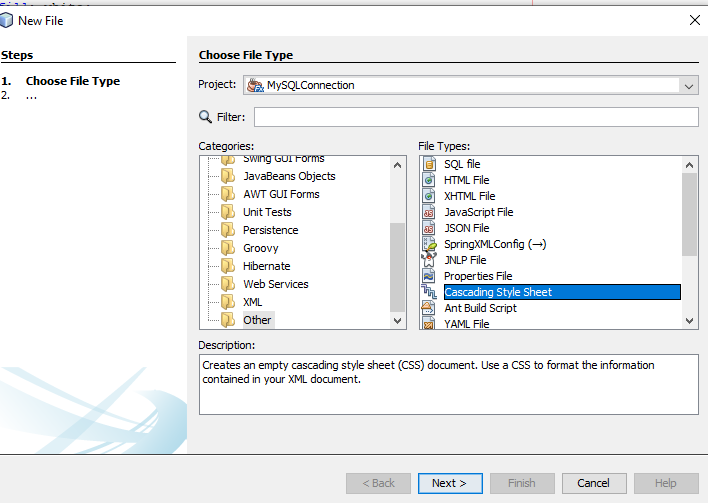 New File
Steps
1. Choose File Type
2. ...
Choose File Type
Project: MySQLConnection
Filter:
Categories:
Swing GUI Forms
JavaBeans Objects
AWT GUI Forms
Unit Tests
Persistence
Groovy
Hibernate
Web Services
XML
Other
File Types:
SQL file
HTML File
XHTML File
JavaScript File
JSON File
SpringXMLConfig (→)
JNLP File
Properties File
Cascading Style Sheet
Ant Build Script
YAML File
Description:
Creates an empty cascading style sheet (CSS) document. Use a CSS to format the information
contained in your XML document.
< Back
Next >
Finish
Cancel
Help